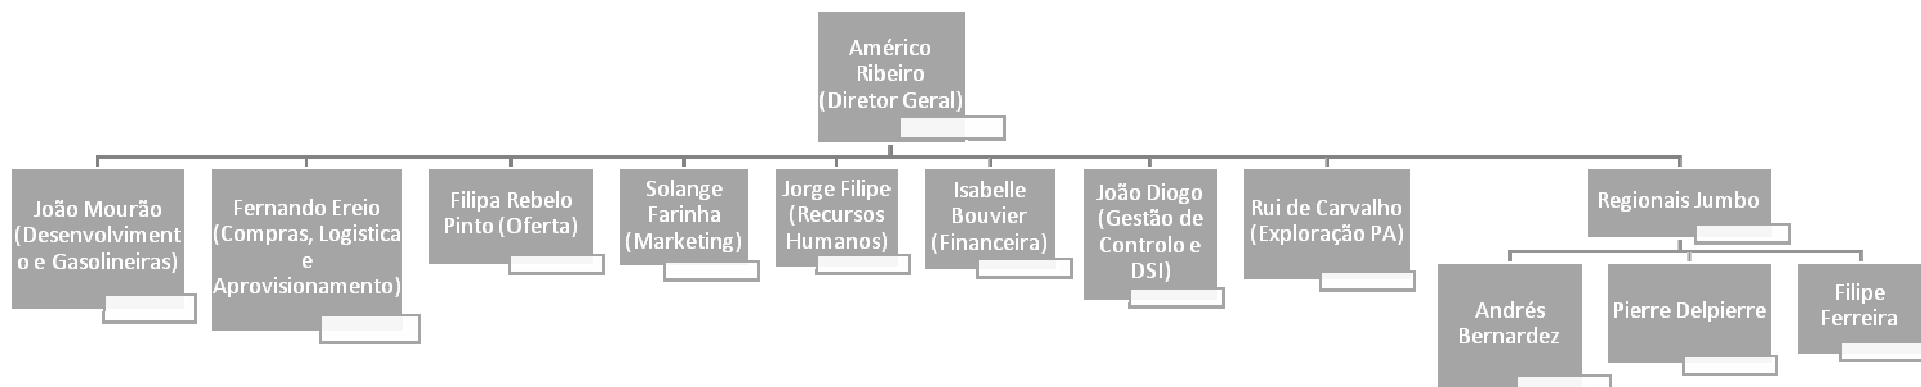 Américo
Ribeiro
(Diretor Geral)
João Mourão
(Desenvolviment
o e Gasolineiras)
Fernando Ereio
(Compras, Logistica
e
Aprovisionamento)
Filipa Rebelo
Pinto (Oferta)
Solange
Farinha
(Marketing)
Jorge Filipe
(Recursos
Humanos)
Isabelle
Bouvier
(Financeira)
João Diogo
(Gestão de
Controlo e
DSI)
Rui de Carvalho
(Exploração PA)
Regionais Jumbo
Andrés
Bernardez
Pierre Delpierre
Filipe
Ferreira